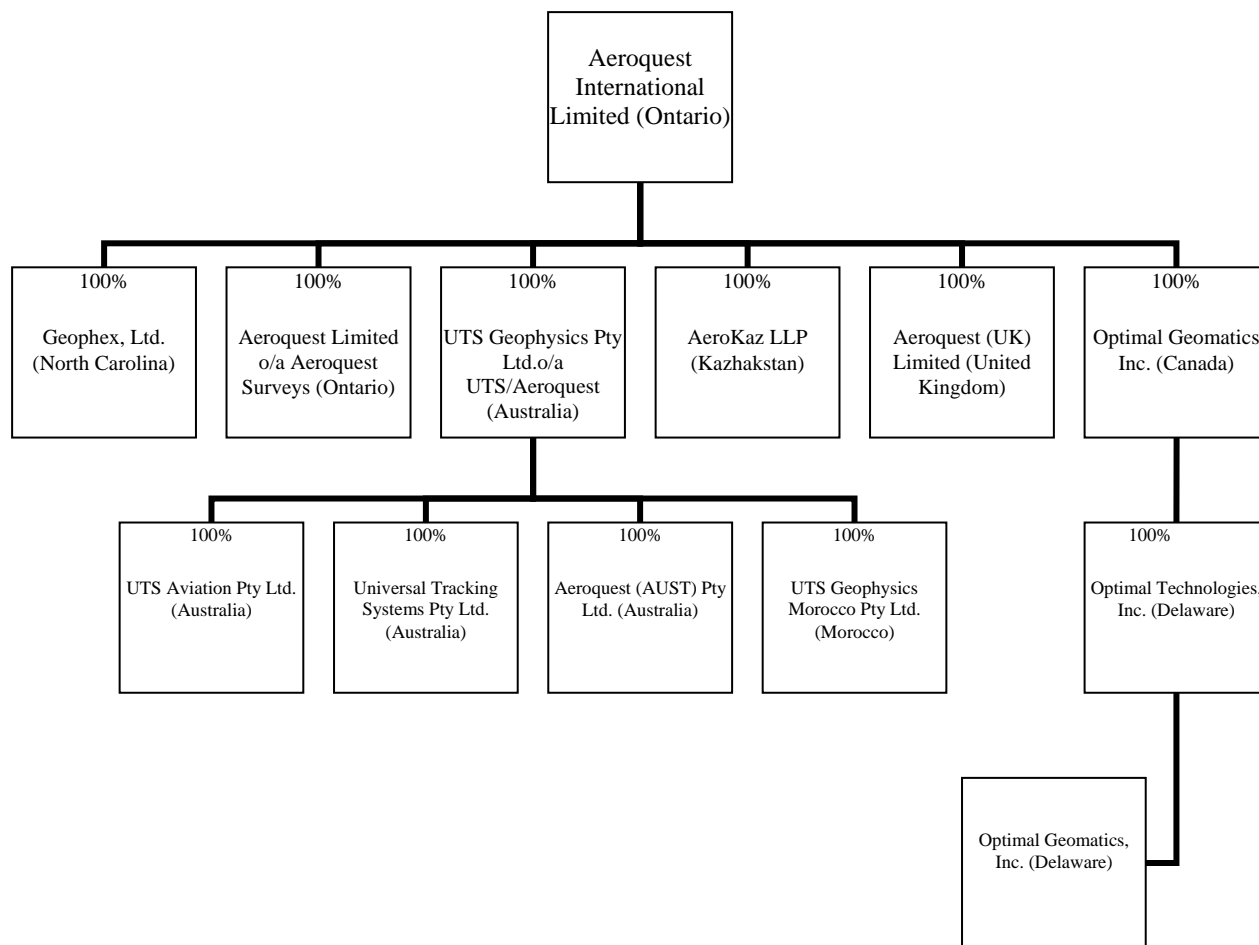 Aeroquest
International
Limited (Ontario)
100%
Geophex, Ltd.
(North Carolina)
100%
Aeroquest Limited
o/a Aeroquest
Surveys (Ontario)
100%
UTS Geophysics Pty
Ltd.o/a
UTS/Aeroquest
(Australia)
100%
AeroKaz LLP
(Kazhakstan)
100%
Aeroquest (UK)
Limited (United
Kingdom)
100%
Optimal Geomatics
Inc. (Canada)
100%
UTS Aviation Pty Ltd.
(Australia)
100%
Universal Tracking
Systems Pty Ltd.
(Australia)
100%
Aeroquest (AUST) Pty
Ltd. (Australia)
100%
UTS Geophysics
Morocco Pty Ltd.
(Morocco)
100%
Optimal Technologies,
Inc. (Delaware)
Optimal Geomatics,
Inc. (Delaware)